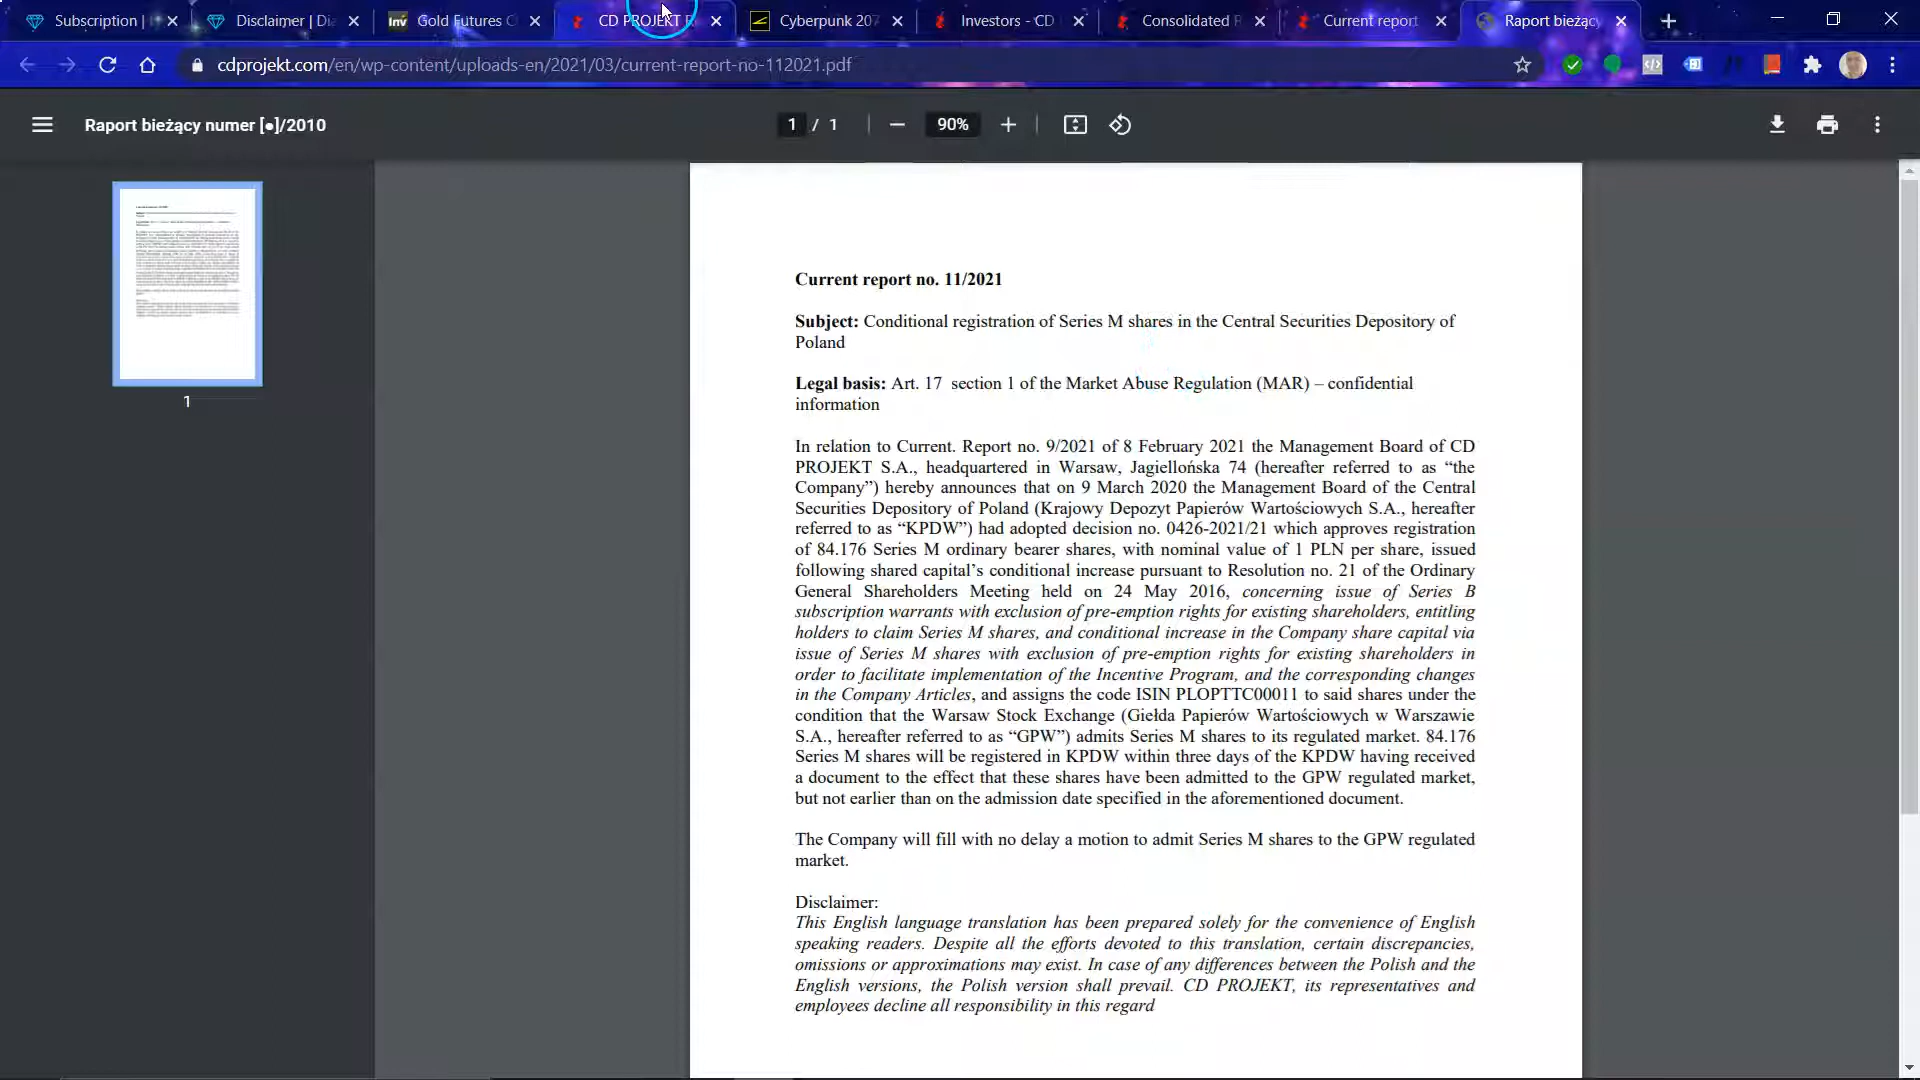 Subscription |
Disclaimer | Dia
Inv Gold Futures C
CD PROJEKT R
Cyberpunk 207
Investors - CD
Consolidated R
Current report
Raport bieżący
cdprojekt.com/en/wp-content/uploads-en/2021/03/current-report-no-112021.pdf
Raport bieżący numer [●]/2010
1 / 1
90%
1
Current report no. 11/2021
Subject: Conditional registration of Series M shares in the Central Securities Depository of
Poland
Legal basis: Art. 17 section 1 of the Market Abuse Regulation (MAR) – confidential
information
In relation to Current. Report no. 9/2021 of 8 February 2021 the Management Board of CD
PROJEKT S.A., headquartered in Warsaw, Jagiellońska 74 (hereafter referred to as “the
Company”) hereby announces that on 9 March 2020 the Management Board of the Central
Securities Depository of Poland (Krajowy Depozyt Papierów Wartościowych S.A., hereafter
referred to as “KPDW”) had adopted decision no. 0426-2021/21 which approves registration
of 84.176 Series M ordinary bearer shares, with nominal value of 1 PLN per share, issued
following shared capital’s conditional increase pursuant to Resolution no. 21 of the Ordinary
General Shareholders Meeting held on 24 May 2016, concerning issue of Series B
subscription warrants with exclusion of pre-emption rights for existing shareholders, entitling
holders to claim Series M shares, and conditional increase in the Company share capital via
issue of Series M shares with exclusion of pre-emption rights for existing shareholders in
order to facilitate implementation of the Incentive Program, and the corresponding changes
in the Company Articles, and assigns the code ISIN PLOPTTC00011 to said shares under the
condition that the Warsaw Stock Exchange (Giełda Papierów Wartościowych w Warszawie
S.A., hereafter referred to as “GPW”) admits Series M shares to its regulated market. 84.176
Series M shares will be registered in KPDW within three days of the KPDW having received
a document to the effect that these shares have been admitted to the GPW regulated market,
but not earlier than on the admission date specified in the aforementioned document.
The Company will fill with no delay a motion to admit Series M shares to the GPW regulated
market.
Disclaimer:
This English language translation has been prepared solely for the convenience of English
speaking readers. Despite all the efforts devoted to this translation, certain discrepancies,
omissions or approximations may exist. In case of any differences between the Polish and the
English versions, the Polish version shall prevail. CD PROJEKT, its representatives and
employees decline all responsibility in this regard